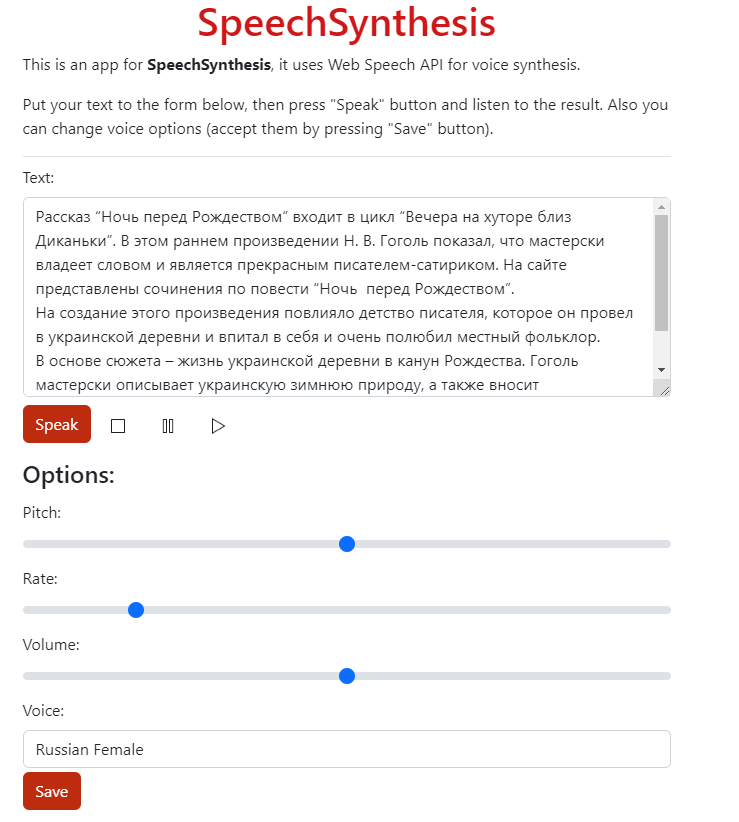 SpeechSynthesis
This is an app for SpeechSynthesis, it uses Web Speech API for voice synthesis.
Put your text to the form below, then press "Speak" button and listen to the result. Also you
can change voice options (accept them by pressing "Save" button).
Text:
Рассказ “Ночь перед Рождеством” входит в цикл “Вечера на хуторе близ
Диканьки”. В этом раннем произведении Н. В. Гоголь показал, что мастерски
владеет словом и является прекрасным писателем-сатириком. На сайте
представлены сочинения по повести “Ночь  перед Рождеством”.
На создание этого произведения повлияло детство писателя, которое он провел
в украинской деревни и впитал в себя и очень полюбил местный фольклор.
В основе сюжета – жизнь украинской деревни в канун Рождества. Гоголь
мастерски описывает украинскую зимнюю природу, а также вносит
Speak
Options:
Pitch:
Rate:
Volume:
Voice:
Russian Female
Save